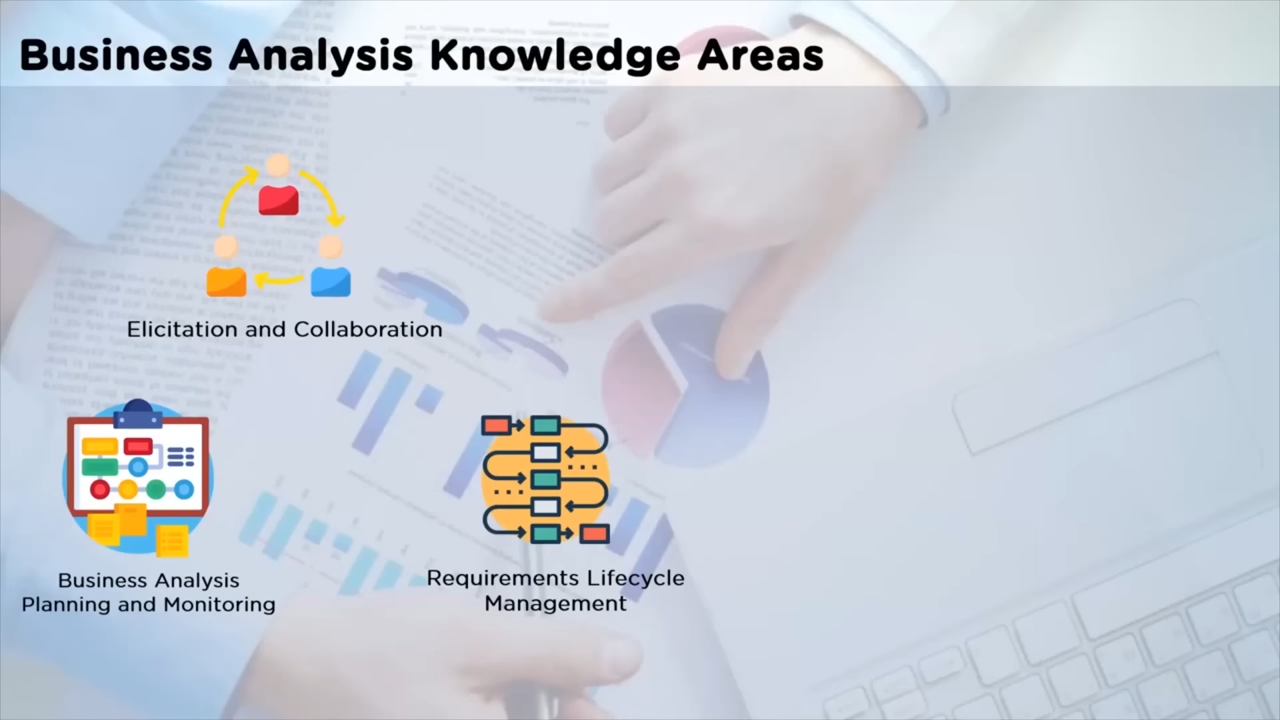 Business Analysis Knowledge Areas
Elicitation and Collaboration
Business Analysis
Planning and Monitoring
Requirements Lifecycle
Management